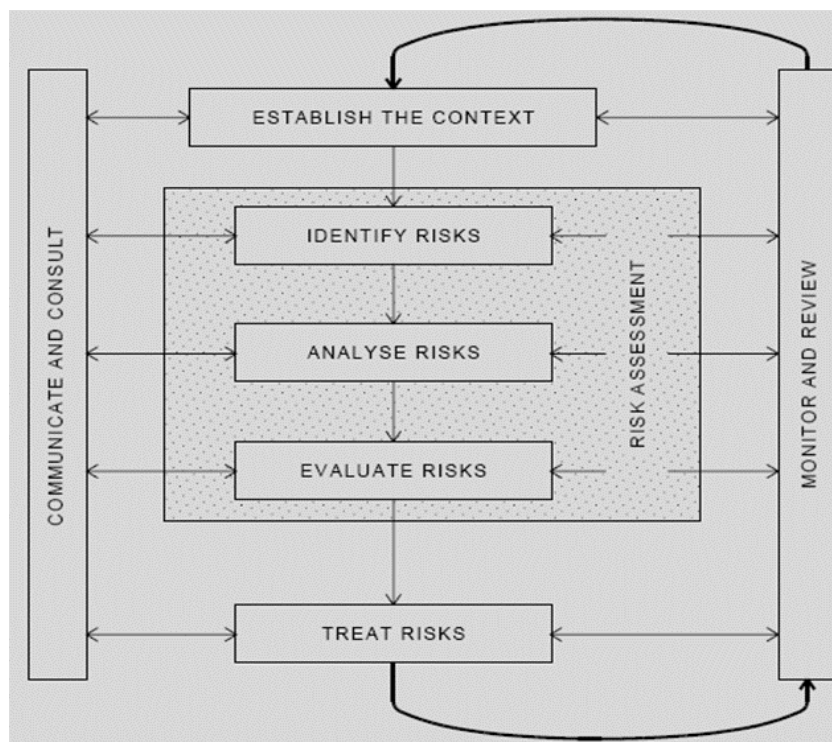 ESTABLISH THE CONTEXT
COMMUNICATE AND CONSULT
IDENTIFY RISKS
ANALYSE RISKS
EVALUATE RISKS
RISK ASSESSMENT
TREAT RISKS
MONITOR AND REVIEW